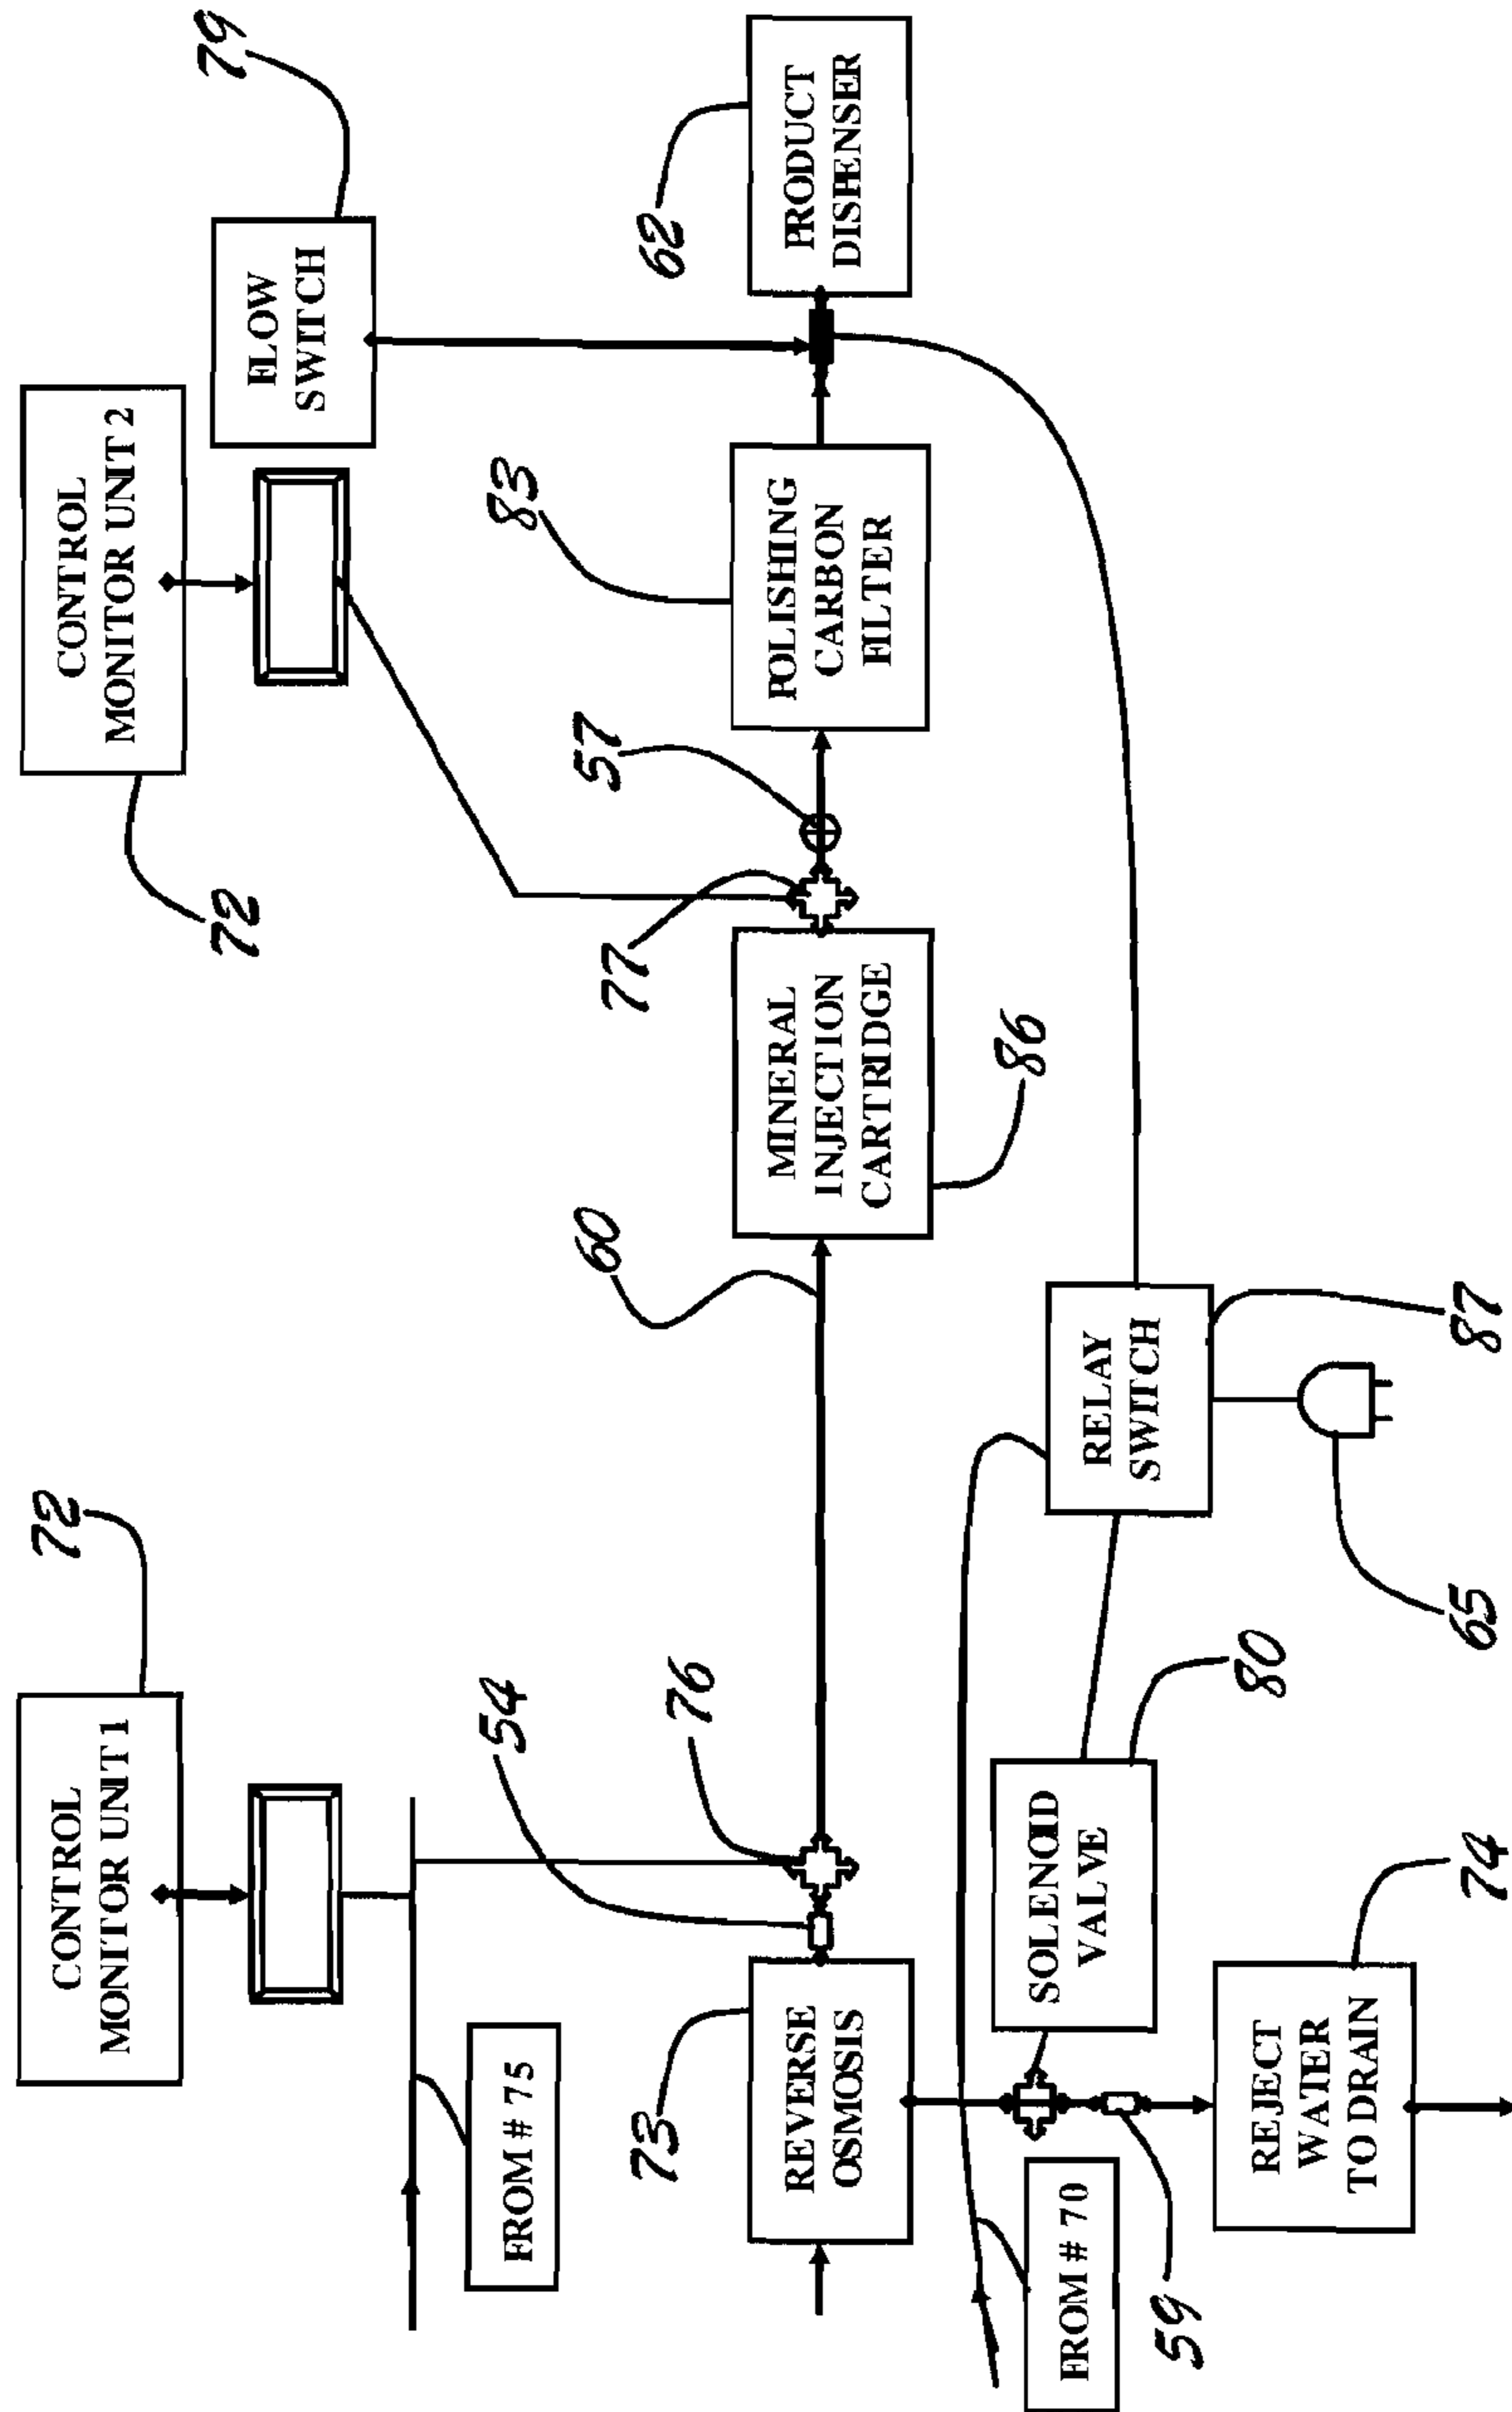 72
CONTROL
MONITOR UNIT 1
72
CONTROL
MONITOR UNIT 2
79
FLOW
SWITCH
FROM # 75
54
76
60
77
57
83
62
73
REVERSE
OSMOSIS
MINERAL
INJECTION
CARTRIDGE
86
POLISHING
CARBON
FILTER
PRODUCT
DISPENSER
FROM # 70
59
SOLENOID
VALVE
80
RELAY
SWITCH
87
65
REJECT
WATER
TO DRAIN
74